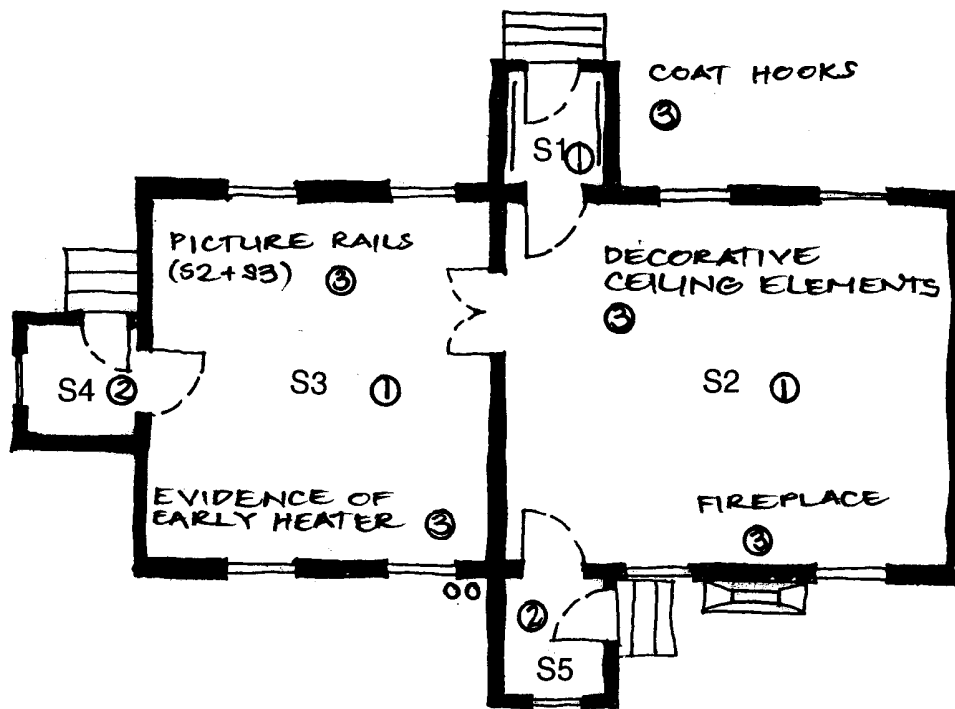 COAT HOOKS
③
S1 ①
PICTURE RAILS
(S2+S3)
③
DECORATIVE
CEILING ELEMENTS
③
S4 ②
S3 ①
S2 ①
EVIDENCE OF
EARLY HEATER ③
FIREPLACE
③
②
S5